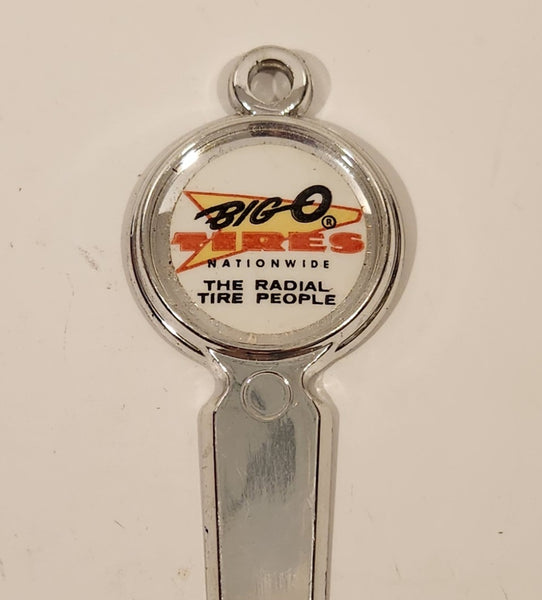 BIG O ®
TIRES
NATIONWIDE
THE RADIAL
TIRE PEOPLE